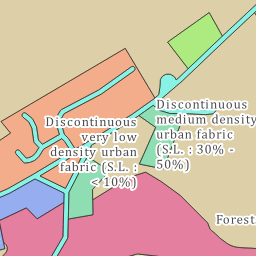 Discontinuous
very low
density urban
fabric (S.L. :
< 10%)
Discontinuous
medium density
urban fabric
(S.L. : 30% -
50%)
Forest